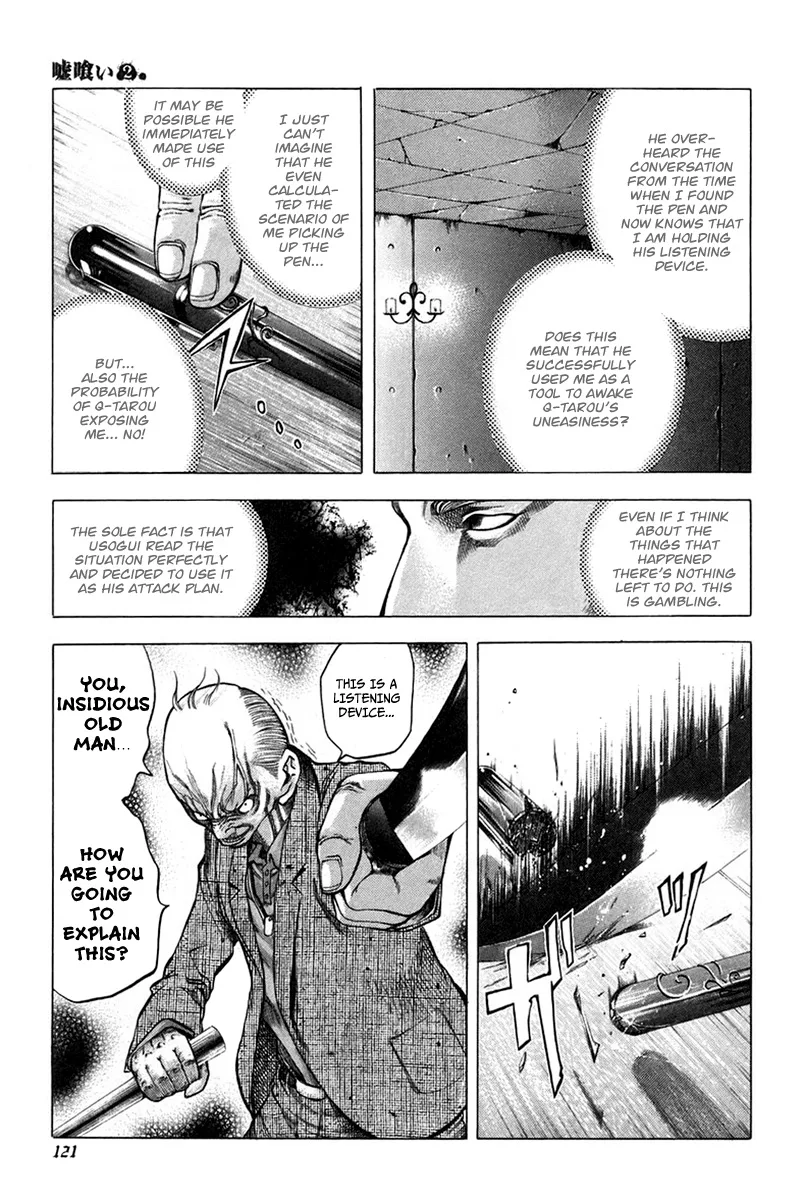 嘘喰い 2.
HE OVER-
HEARD THE
CONVERSATION
FROM THE TIME
WHEN I FOUND
THE PEN AND
NOW KNOWS THAT
I AM HOLDING
HIS LISTENING
DEVICE.
DOES THIS
MEAN THAT HE
SUCCESSFULLY
USED ME AS A
TOOL TO AWAKE
Q-TAROU'S
UNEASINESS?
I JUST
CAN'T
IMAGINE
THAT HE
EVEN
CALCULA-
TED THE
SCENARIO OF
ME PICKING
UP THE
PEN...
IT MAY BE
POSSIBLE HE
IMMEDIATELY
MADE USE
OF THIS
BUT...
ALSO THE
PROBABILITY
OF Q-TAROU
EXPOSING
ME... NO!
EVEN IF I THINK
ABOUT THE
THINGS THAT
HAPPENED
THERE'S NOTHING
LEFT TO DO. THIS
IS GAMBLING.
THE SOLE FACT IS THAT
USOGUI READ THE
SITUATION PERFECTLY
AND DECIDED TO USE IT
AS HIS ATTACK PLAN.
ザッ
THIS IS A
LISTENING
DEVICE...
YOU,
INSIDIOUS
OLD
MAN...
HOW
ARE YOU
GOING
TO
EXPLAIN
THIS?
121